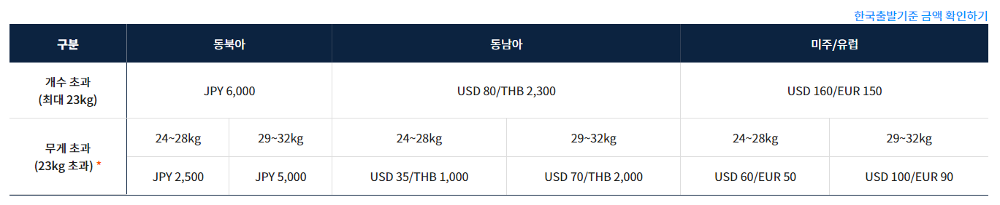 한국출발기준 금액 확인하기
구분 동북아 동남아 미주/유럽
개수 초과
(최대 23kg)
JPY 6,000 USD 80/THB 2,300 USD 160/EUR 150
무게 초과
(23kg 초과) *
24~28kg 29~32kg 24~28kg 29~32kg 24~28kg 29~32kg
JPY 2,500 JPY 5,000 USD 35/THB 1,000 USD 70/THB 2,000 USD 60/EUR 50 USD 100/EUR 90